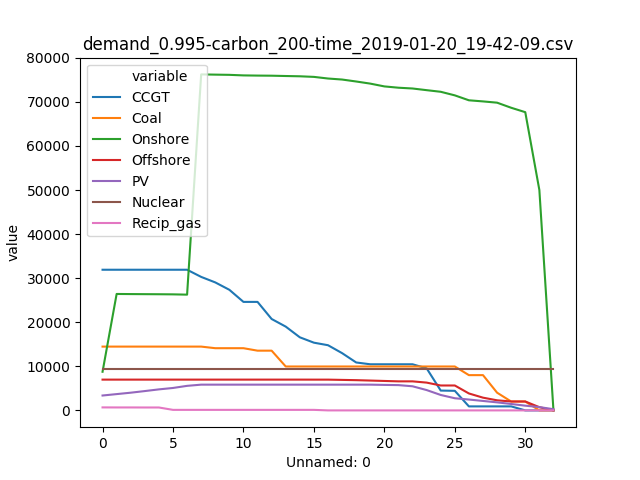 demand_0.995-carbon_200-time_2019-01-20_19-42-09.csv
80000
70000
60000
50000
40000
30000
20000
10000
0
value
variable
CCGT
Coal
Onshore
Offshore
PV
Nuclear
Recip_gas
0 5 10 15 20 25 30
Unnamed: 0